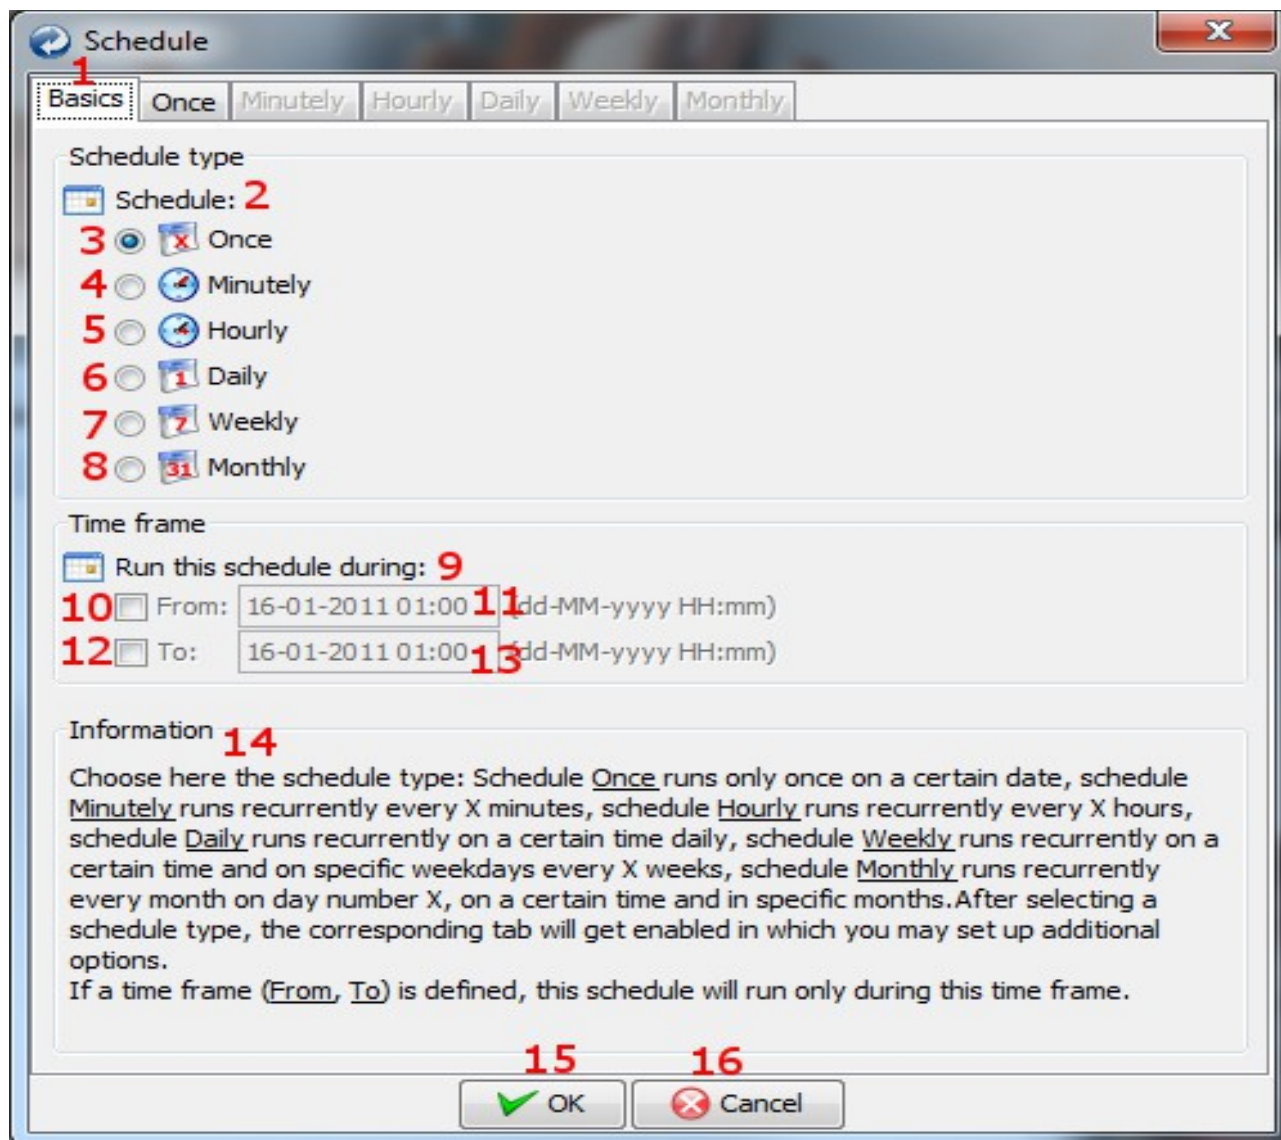 Schedule
1
Basics Once Minutely Hourly Daily Weekly Monthly
Schedule type
Schedule: 2
3 X Once
4 Minutely
5 Hourly
6 1 Daily
7 7 Weekly
8 31 Monthly
Time frame
Run this schedule during: 9
10 From: 16-01-2011 01:00 11 (dd-MM-yyyy HH:mm)
12 To: 16-01-2011 01:00 13 (dd-MM-yyyy HH:mm)
Information 14
Choose here the schedule type: Schedule Once runs only once on a certain date, schedule
Minutely runs recurrently every X minutes, schedule Hourly runs recurrently every X hours,
schedule Daily runs recurrently on a certain time daily, schedule Weekly runs recurrently on a
certain time and on specific weekdays every X weeks, schedule Monthly runs recurrently
every month on day number X, on a certain time and in specific months.After selecting a
schedule type, the corresponding tab will get enabled in which you may set up additional
options.
If a time frame (From, To) is defined, this schedule will run only during this time frame.
15 16
OK Cancel